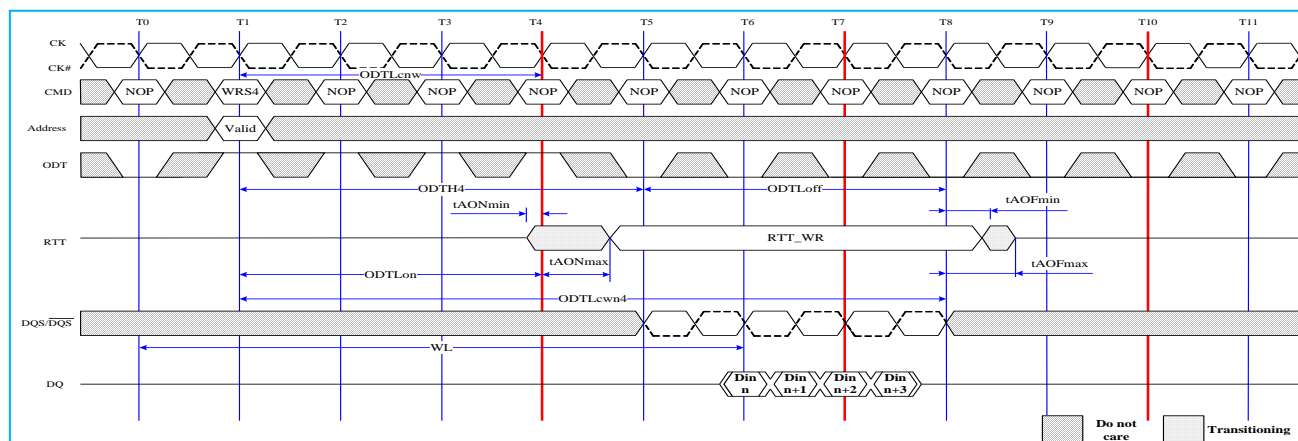 T0 T1 T2 T3 T4 T5 T6 T7 T8 T9 T10 T11
CK
CK#
ODTLcnw
CMD NOP WRS4 NOP NOP NOP NOP NOP NOP NOP NOP NOP NOP
Address Valid
ODT
ODTH4 ODTLoff
tAONmin tAOFmin
RTT RTT_WR
tAONmax tAOFmax
ODTLon
ODTLcwn4
DQS/DQS
WL
DQ Din n Din n+1 Din n+2 Din n+3
Do not care Transitioning